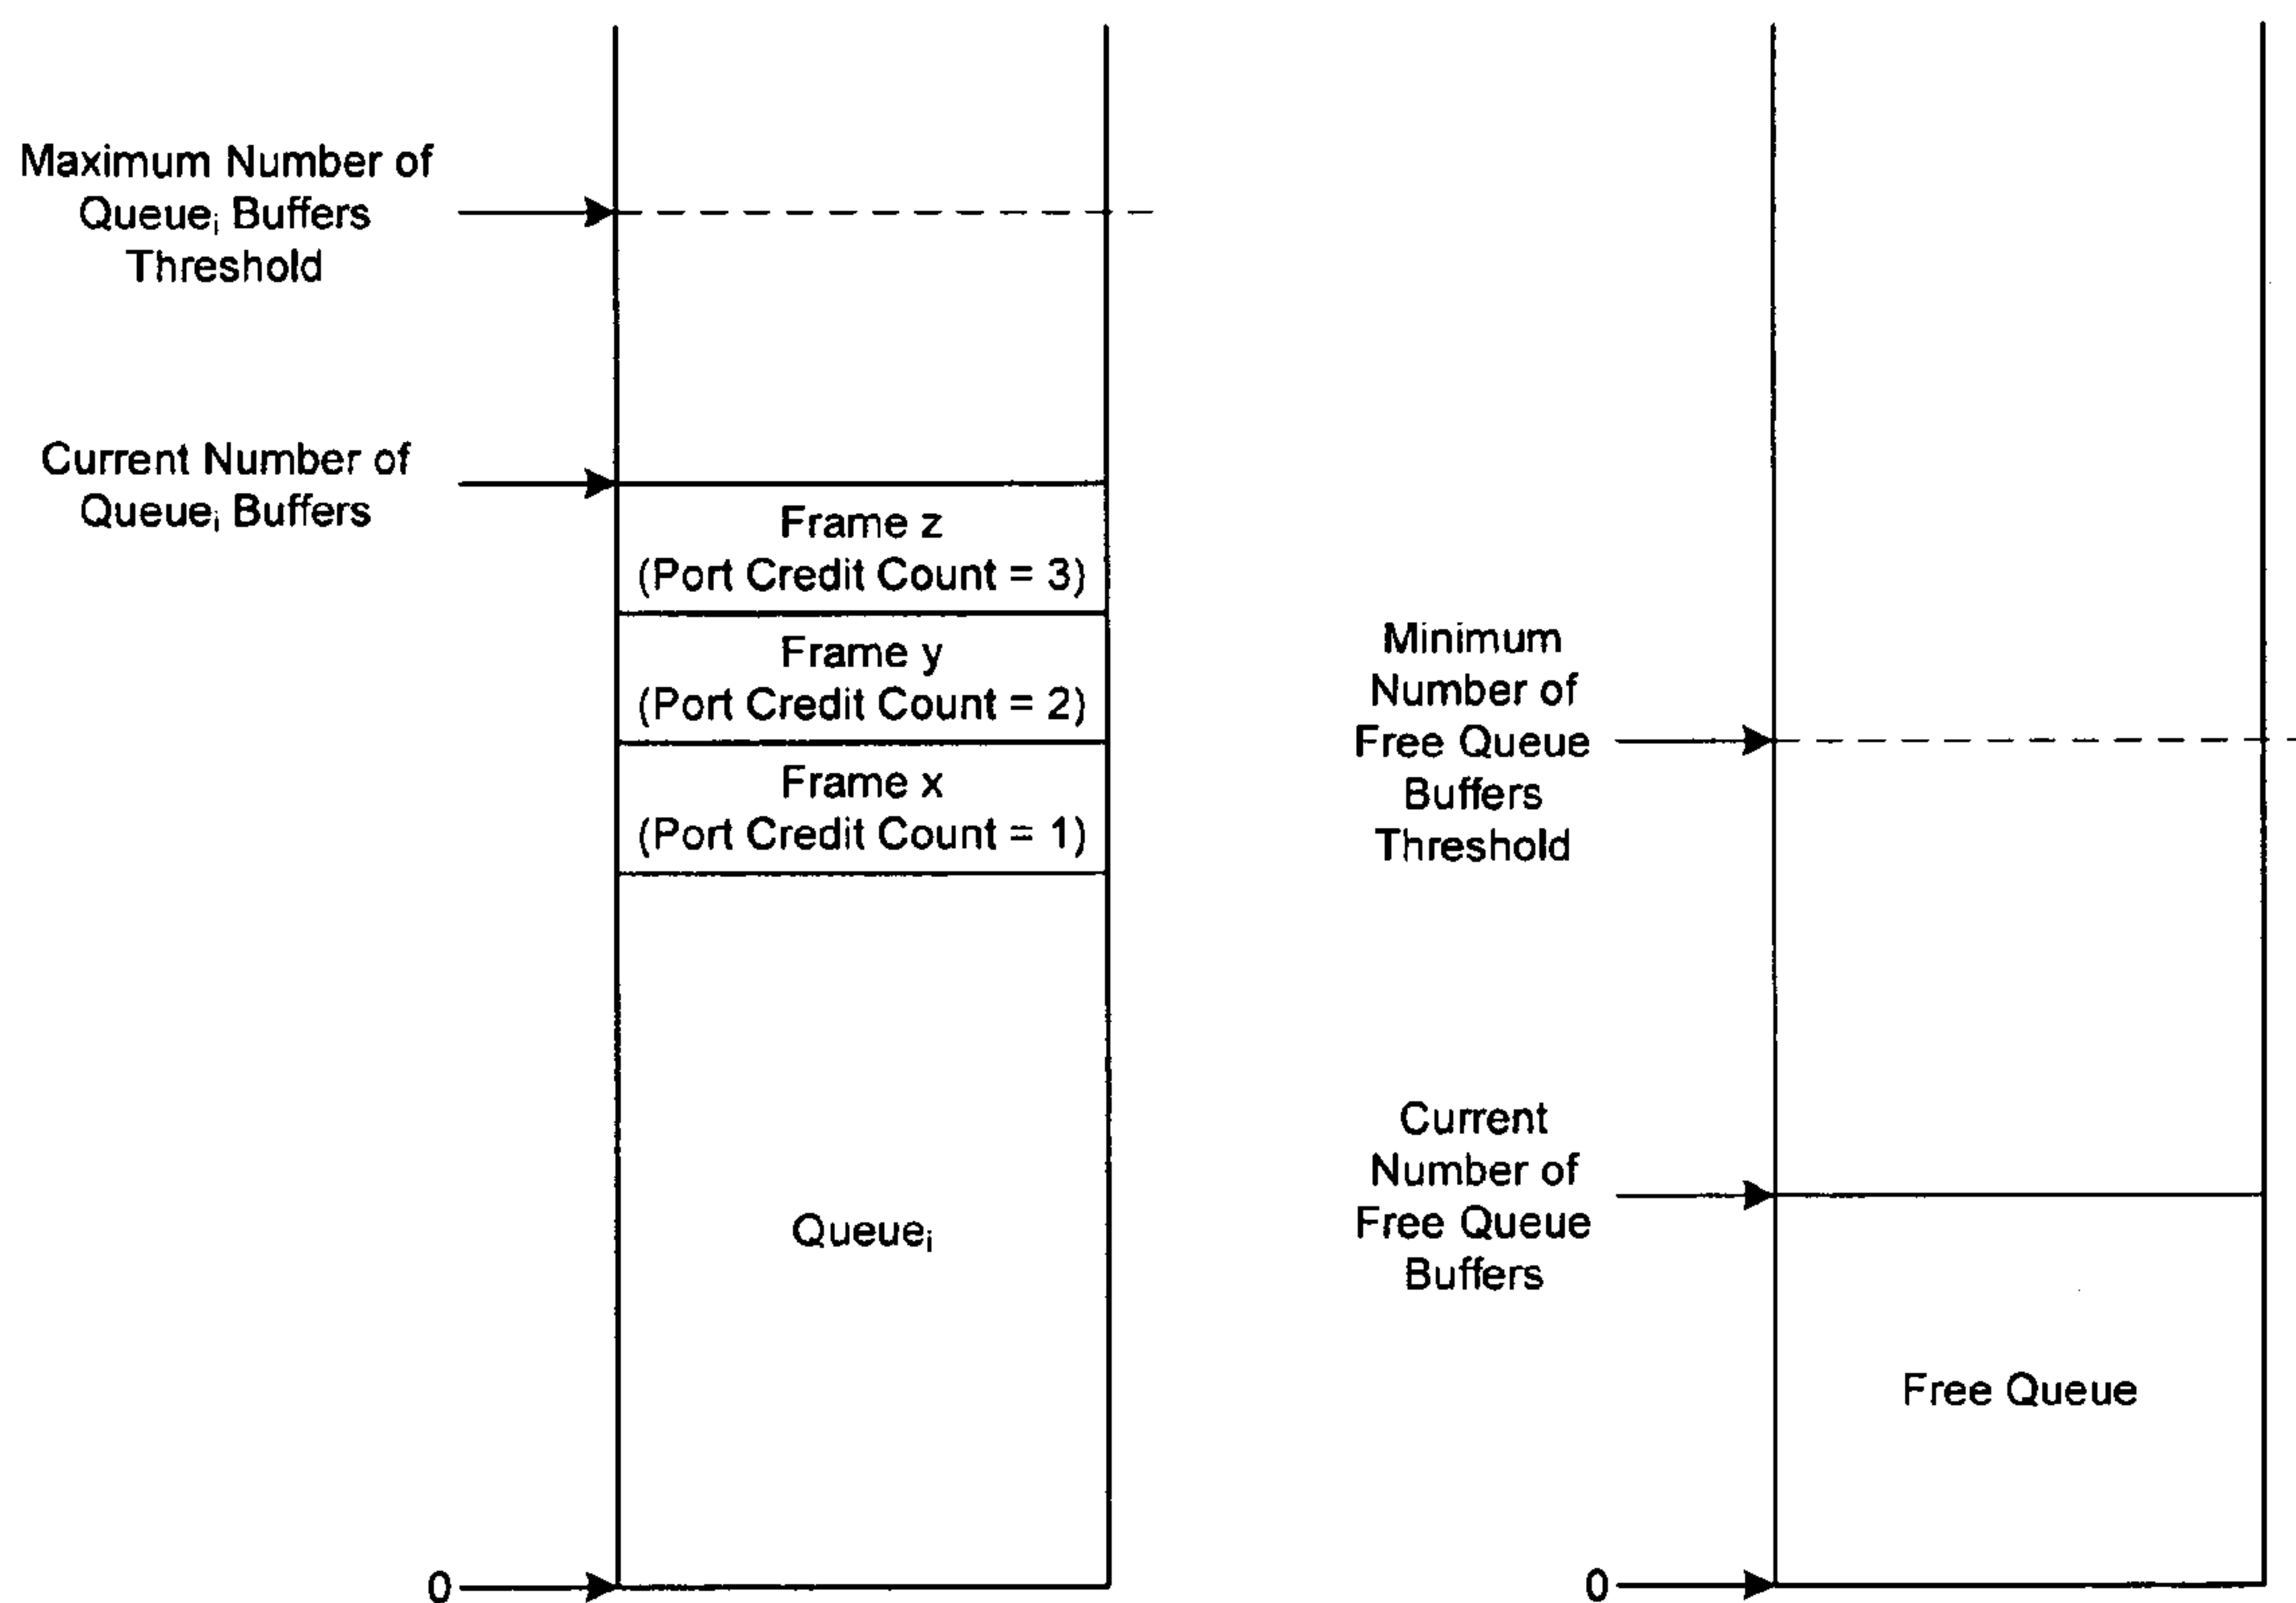 Maximum Number of
Queueᵢ Buffers
Threshold
Current Number of
Queueᵢ Buffers
Frame z
(Port Credit Count = 3)
Frame y
(Port Credit Count = 2)
Frame x
(Port Credit Count = 1)
Queueᵢ
0
Minimum
Number of
Free Queue
Buffers
Threshold
Current
Number of
Free Queue
Buffers
Free Queue
0